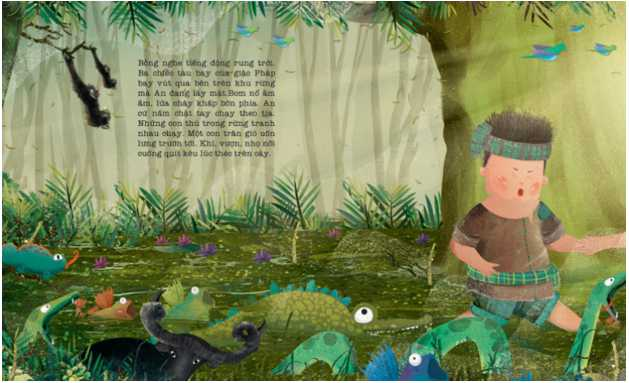 Bỗng nghe tiếng động rung trời.
Ba chiếc tàu bay của giặc Pháp
bay vút qua bên trên khu rừng
mà An đang lấy mật.Bom nổ ầm
ầm, lửa cháy khắp bốn phía. An
cứ nắm chặt tay chạy theo tía.
Những con thú trong rừng tranh
nhau chạy. Một con trăn gió uốn
lưng trườn tới. Khỉ, vượn, nhọ nồi
cuống quít kêu lúc théc trên cây.